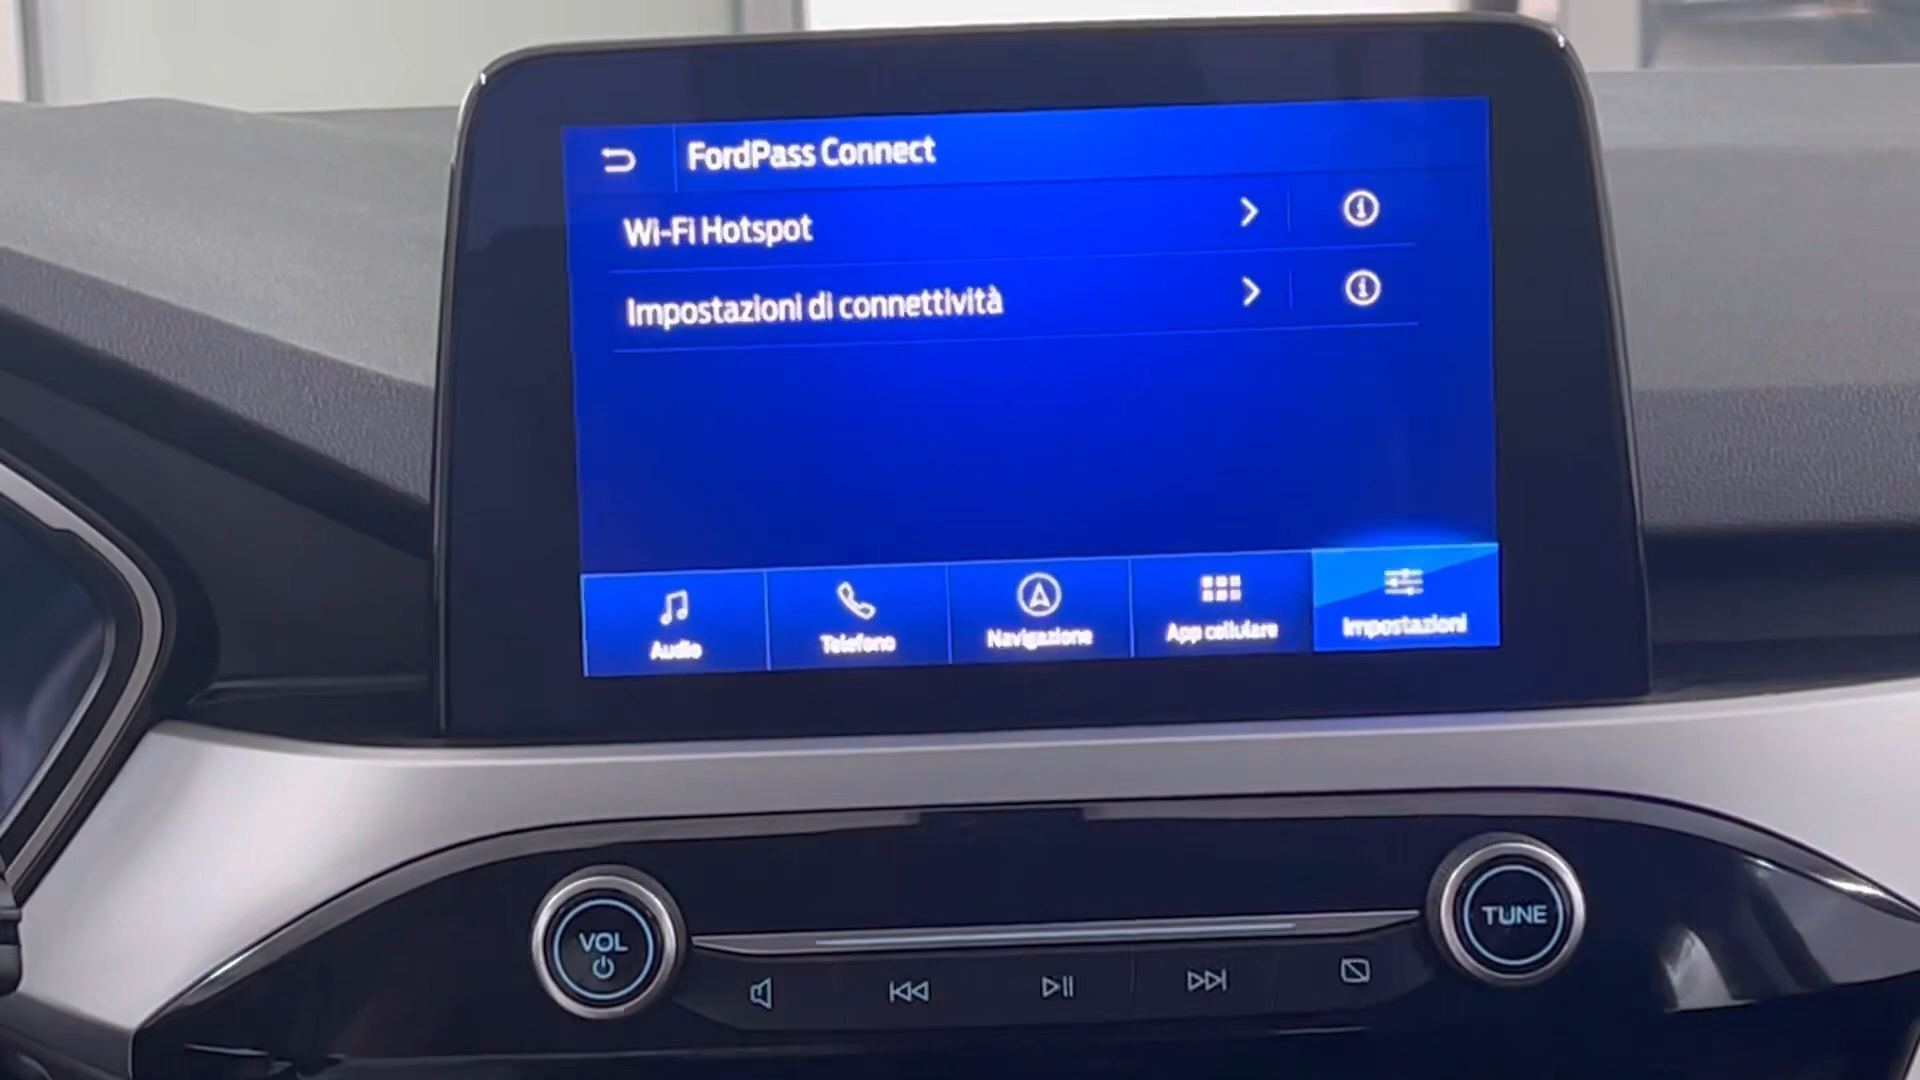 FordPass Connect
Wi-Fi Hotspot
Impostazioni di connettività
Audio
Telefono
Navigazione
App cellulare
Impostazioni
VOL
TUNE